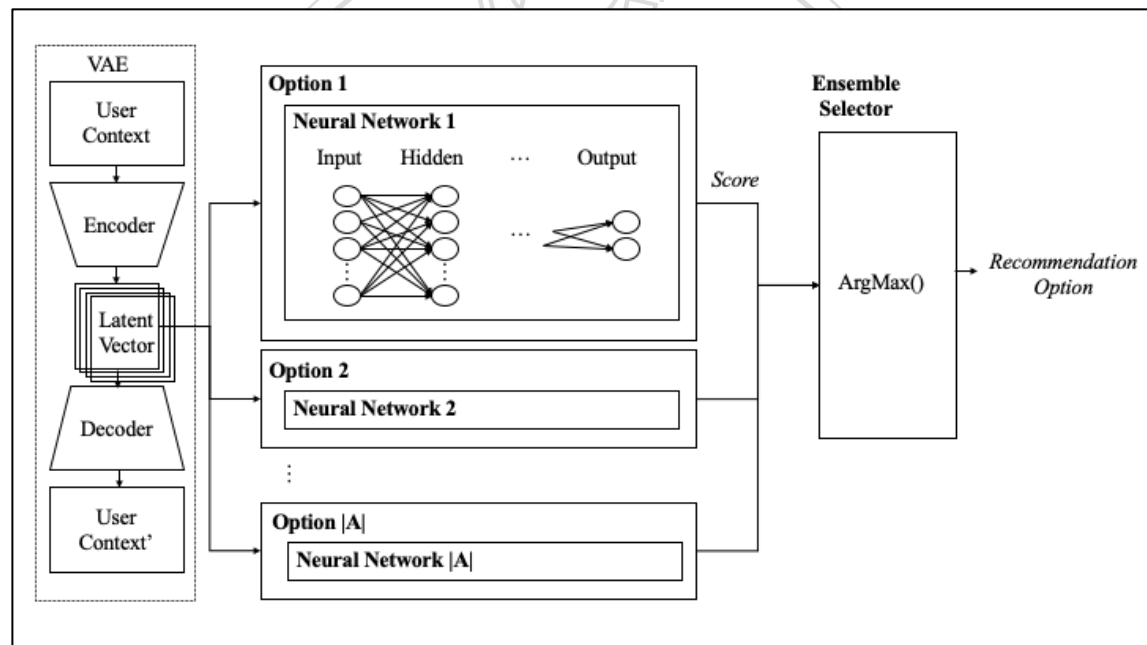 VAE
User
Context
Encoder
Latent
Vector
Decoder
User
Context’
Option 1
Neural Network 1
Input Hidden ... Output
...
Option 2
Neural Network 2
Option |A|
Neural Network |A|
Score
Ensemble
Selector
ArgMax()
Recommendation
Option